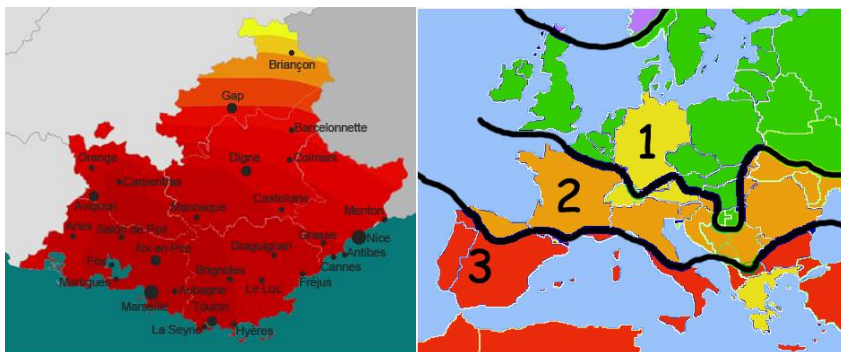 Briançon
Gap
Barcelonnette
Orange
Digne
Colmars
Carpentras
Avignon
Manosque
Castellane
Menton
Arles
Salon de Pce
Grasse
Nice
Aix en Pce
Draguignan
Antibes
Fos
Brignoles
Cannes
Martigues
Aubagne
Le Luc
Fréjus
Marseille
Toulon
La Seyne
Hyères
1
2
3